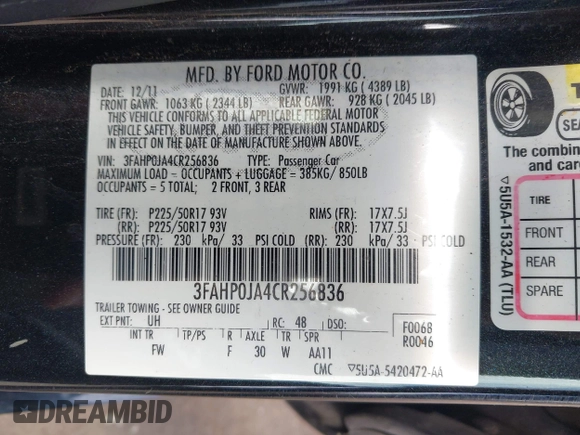 MFD. BY FORD MOTOR CO.
DATE: 12/11 GVWR: 1991 KG ( 4389 LB)
FRONT GAWR: 1063 KG ( 2344 LB) REAR GAWR: 928 KG ( 2045 LB)
THIS VEHICLE CONFORMS TO ALL APPLICABLE FEDERAL MOTOR
VEHICLE SAFETY, BUMPER, AND THEFT PREVENTION STANDARDS
IN EFFECT ON THE DATE OF MANUFACTURE SHOWN ABOVE.
VIN: 3FAHP0JA4CR256836 TYPE: Passenger Car
MAXIMUM LOAD = OCCUPANTS + LUGGAGE = 385KG/ 850LB
OCCUPANTS = 5 TOTAL; 2 FRONT, 3 REAR
TIRE (FR): P225/50R17 93V RIMS (FR): 17X7.5J
(RR): P225/50R17 93V (RR): 17X7.5J
PRESSURE (FR): 230 kPa/ 33 PSI COLD (RR): 230 kPa/ 33 PSI COLD
3FAHP0JA4CR256836
TRAILER TOWING - SEE OWNER GUIDE
EXT PNT: UH RC: 48 DSO:
INT TR TP/PS R AXLE TR SPR
FW F 30 W AA11
F0068
R0046
CMC ▽5U5A-5420472-AA
The combin
of occupan
TIRE
FRONT
REAR
SPARE
▽5U5A-1532-AA (TLU)
DREAMBID